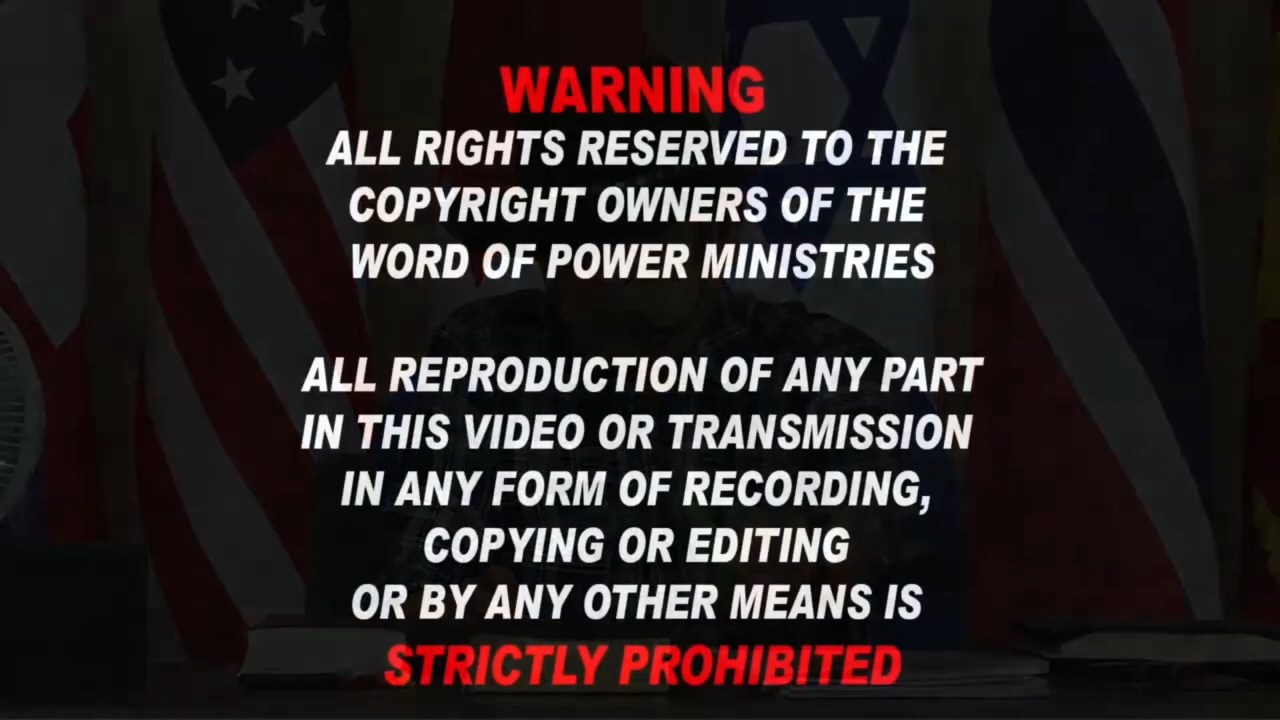 WARNING
ALL RIGHTS RESERVED TO THE
COPYRIGHT OWNERS OF THE
WORD OF POWER MINISTRIES
ALL REPRODUCTION OF ANY PART
IN THIS VIDEO OR TRANSMISSION
IN ANY FORM OF RECORDING,
COPYING OR EDITING
OR BY ANY OTHER MEANS IS
STRICTLY PROHIBITED